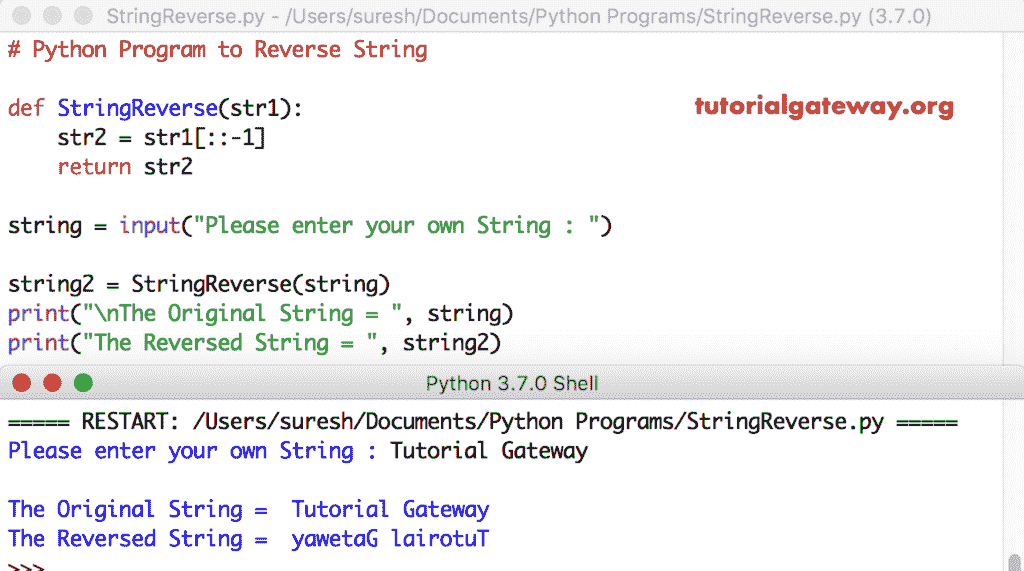 StringReverse.py - /Users/suresh/Documents/Python Programs/StringReverse.py (3.7.0)
# Python Program to Reverse String
tutorialgateway.org
def StringReverse(str1):
    str2 = str1[::-1]
    return str2
string = input("Please enter your own String : ")
string2 = StringReverse(string)
print("\nThe Original String = ", string)
print("The Reversed String = ", string2)
Python 3.7.0 Shell
===== RESTART: /Users/suresh/Documents/Python Programs/StringReverse.py =====
Please enter your own String : Tutorial Gateway
The Original String =  Tutorial Gateway
The Reversed String =  yawetaG lairotuT
>>>